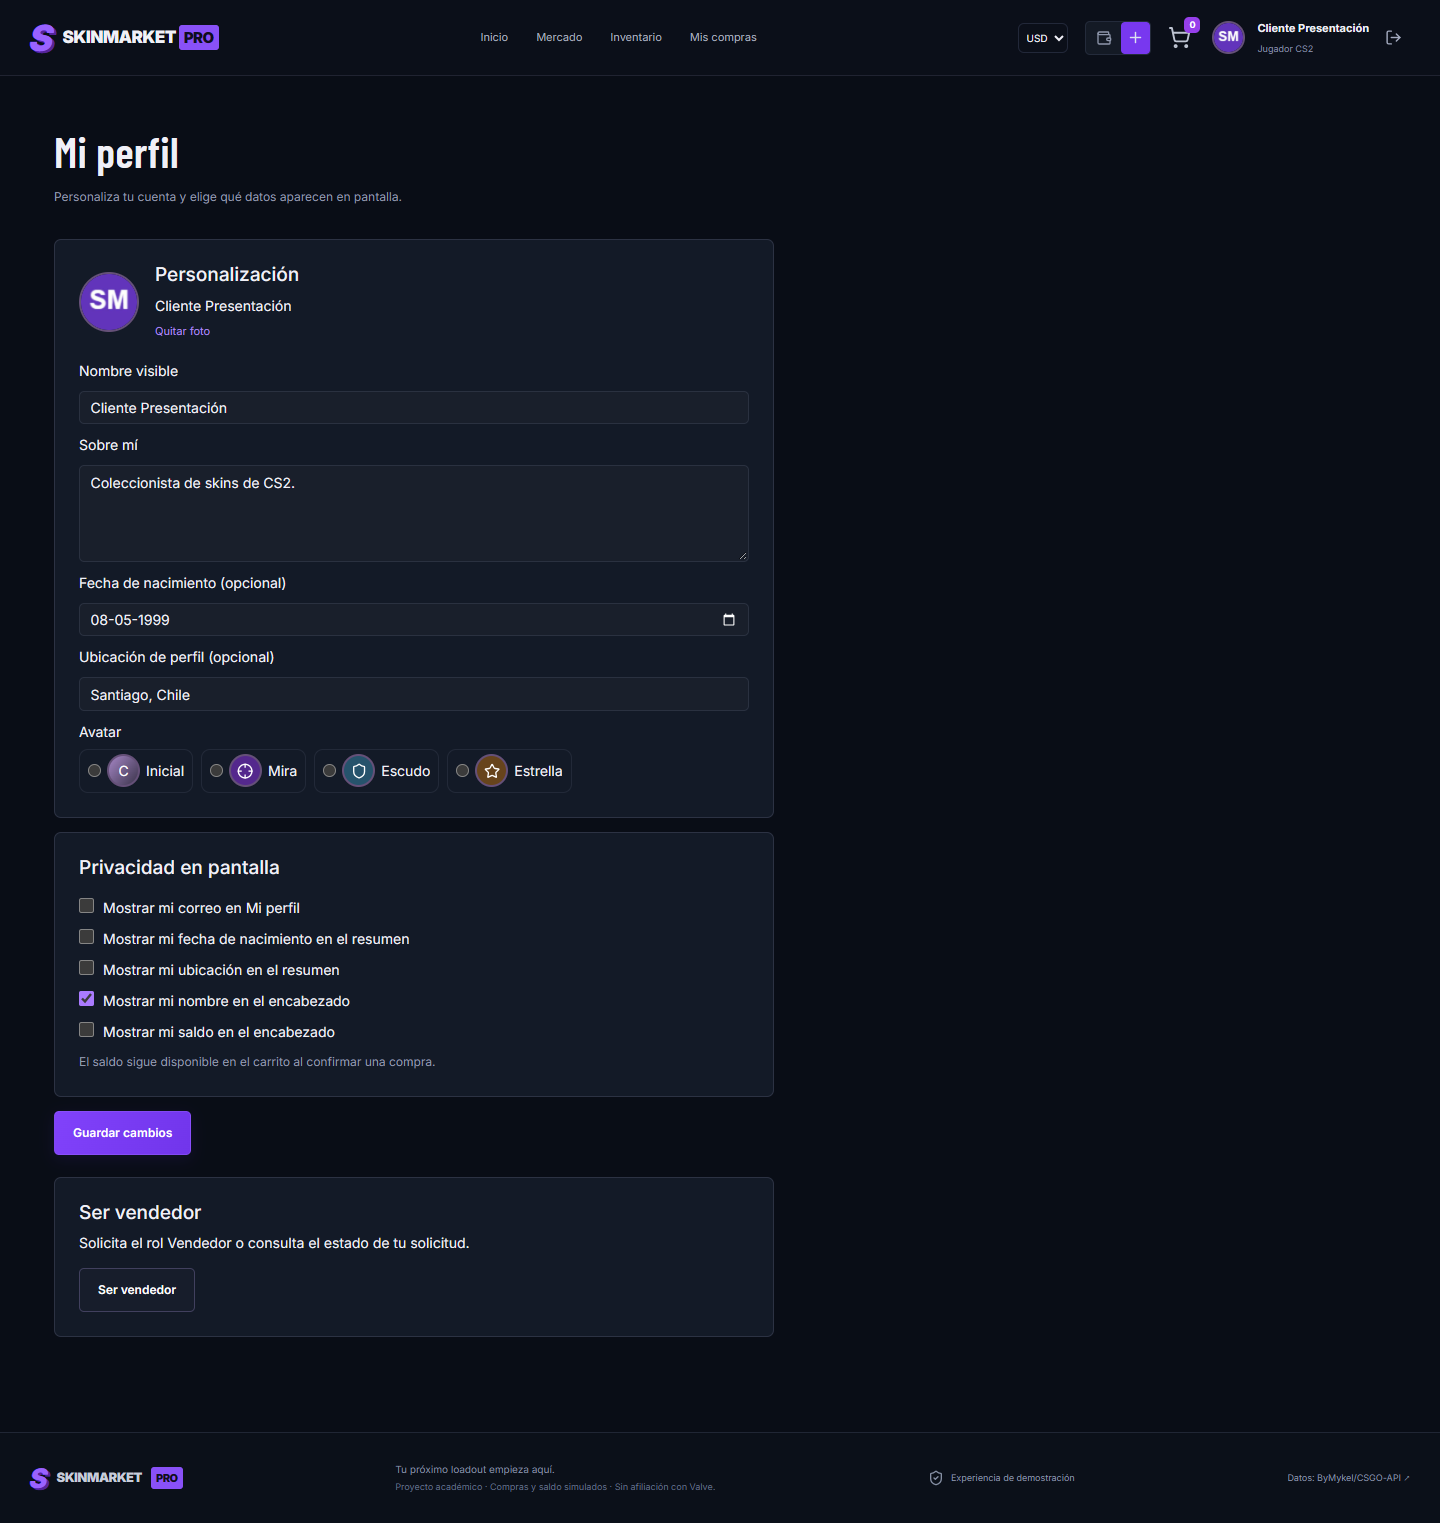 SKINMARKET PRO
Inicio
Mercado
Inventario
Mis compras
USD
0
SM
Cliente Presentación
Jugador CS2
Mi perfil
Personaliza tu cuenta y elige qué datos aparecen en pantalla.
SM
Personalización
Cliente Presentación
Quitar foto
Nombre visible
Cliente Presentación
Sobre mí
Coleccionista de skins de CS2.
Fecha de nacimiento (opcional)
08-05-1999
Ubicación de perfil (opcional)
Santiago, Chile
Avatar
C Inicial
Mira
Escudo
Estrella
Privacidad en pantalla
Mostrar mi correo en Mi perfil
Mostrar mi fecha de nacimiento en el resumen
Mostrar mi ubicación en el resumen
Mostrar mi nombre en el encabezado
Mostrar mi saldo en el encabezado
El saldo sigue disponible en el carrito al confirmar una compra.
Guardar cambios
Ser vendedor
Solicita el rol Vendedor o consulta el estado de tu solicitud.
Ser vendedor
SKINMARKET PRO
Tu próximo loadout empieza aquí.
Proyecto académico · Compras y saldo simulados · Sin afiliación con Valve.
Experiencia de demostración
Datos: ByMykel/CSGO-API ↗